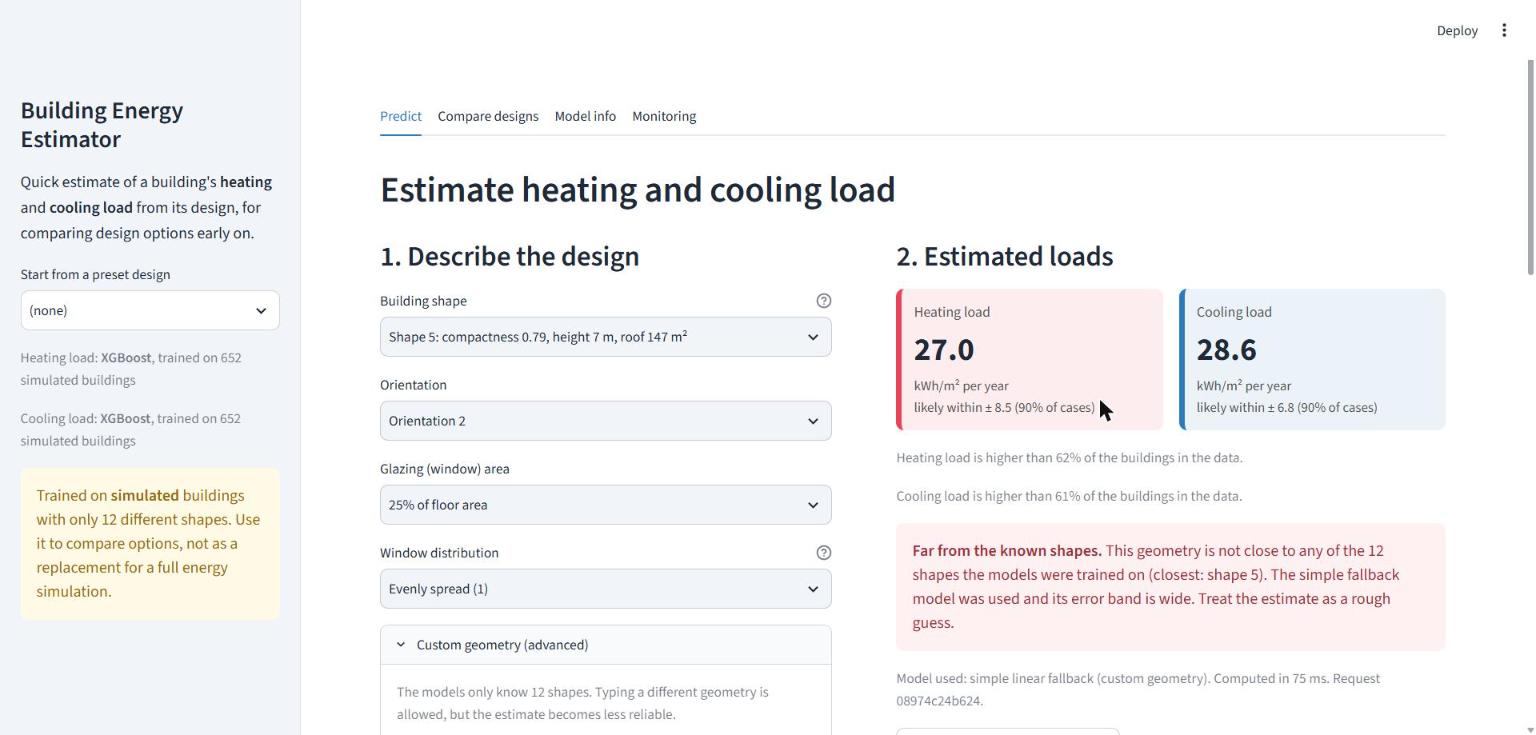 Deploy
Building Energy
Estimator
Quick estimate of a building's heating
and cooling load from its design, for
comparing design options early on.
Start from a preset design
(none)
Heating load: XGBoost, trained on 652
simulated buildings
Cooling load: XGBoost, trained on 652
simulated buildings
Trained on simulated buildings
with only 12 different shapes. Use
it to compare options, not as a
replacement for a full energy
simulation.
Predict Compare designs Model info Monitoring
Estimate heating and cooling load
1. Describe the design
Building shape
Shape 5: compactness 0.79, height 7 m, roof 147 m²
Orientation
Orientation 2
Glazing (window) area
25% of floor area
Window distribution
Evenly spread (1)
Custom geometry (advanced)
The models only know 12 shapes. Typing a different geometry is
allowed, but the estimate becomes less reliable.
2. Estimated loads
Heating load
27.0
kWh/m² per year
likely within ± 8.5 (90% of cases)
Cooling load
28.6
kWh/m² per year
likely within ± 6.8 (90% of cases)
Heating load is higher than 62% of the buildings in the data.
Cooling load is higher than 61% of the buildings in the data.
Far from the known shapes. This geometry is not close to any of the 12
shapes the models were trained on (closest: shape 5). The simple fallback
model was used and its error band is wide. Treat the estimate as a rough
guess.
Model used: simple linear fallback (custom geometry). Computed in 75 ms. Request
08974c24b624.